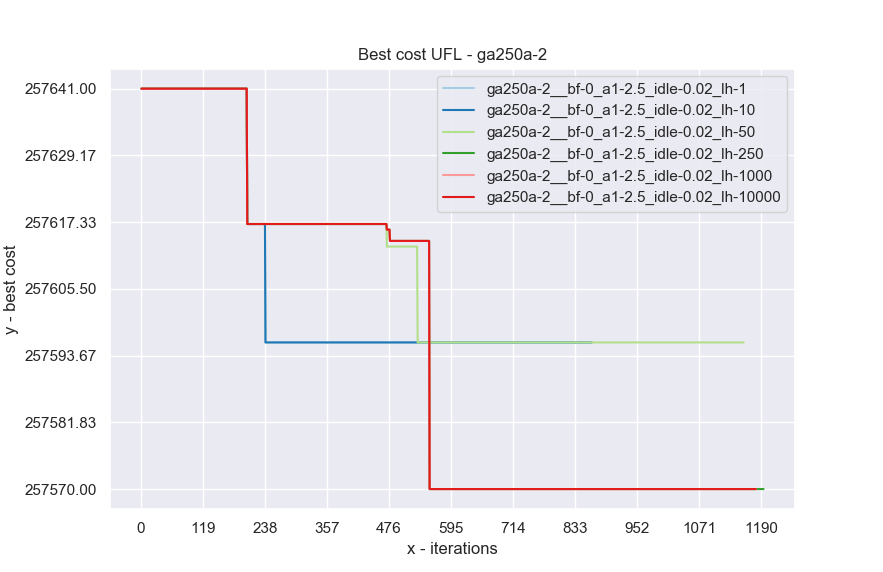 Best cost UFL - ga250a-2
ga250a-2__bf-0_a1-2.5_idle-0.02_lh-1
ga250a-2__bf-0_a1-2.5_idle-0.02_lh-10
ga250a-2__bf-0_a1-2.5_idle-0.02_lh-50
ga250a-2__bf-0_a1-2.5_idle-0.02_lh-250
ga250a-2__bf-0_a1-2.5_idle-0.02_lh-1000
ga250a-2__bf-0_a1-2.5_idle-0.02_lh-10000
y - best cost
257641.00
257629.17
257617.33
257605.50
257593.67
257581.83
257570.00
0 119 238 357 476 595 714 833 952 1071 1190
x - iterations